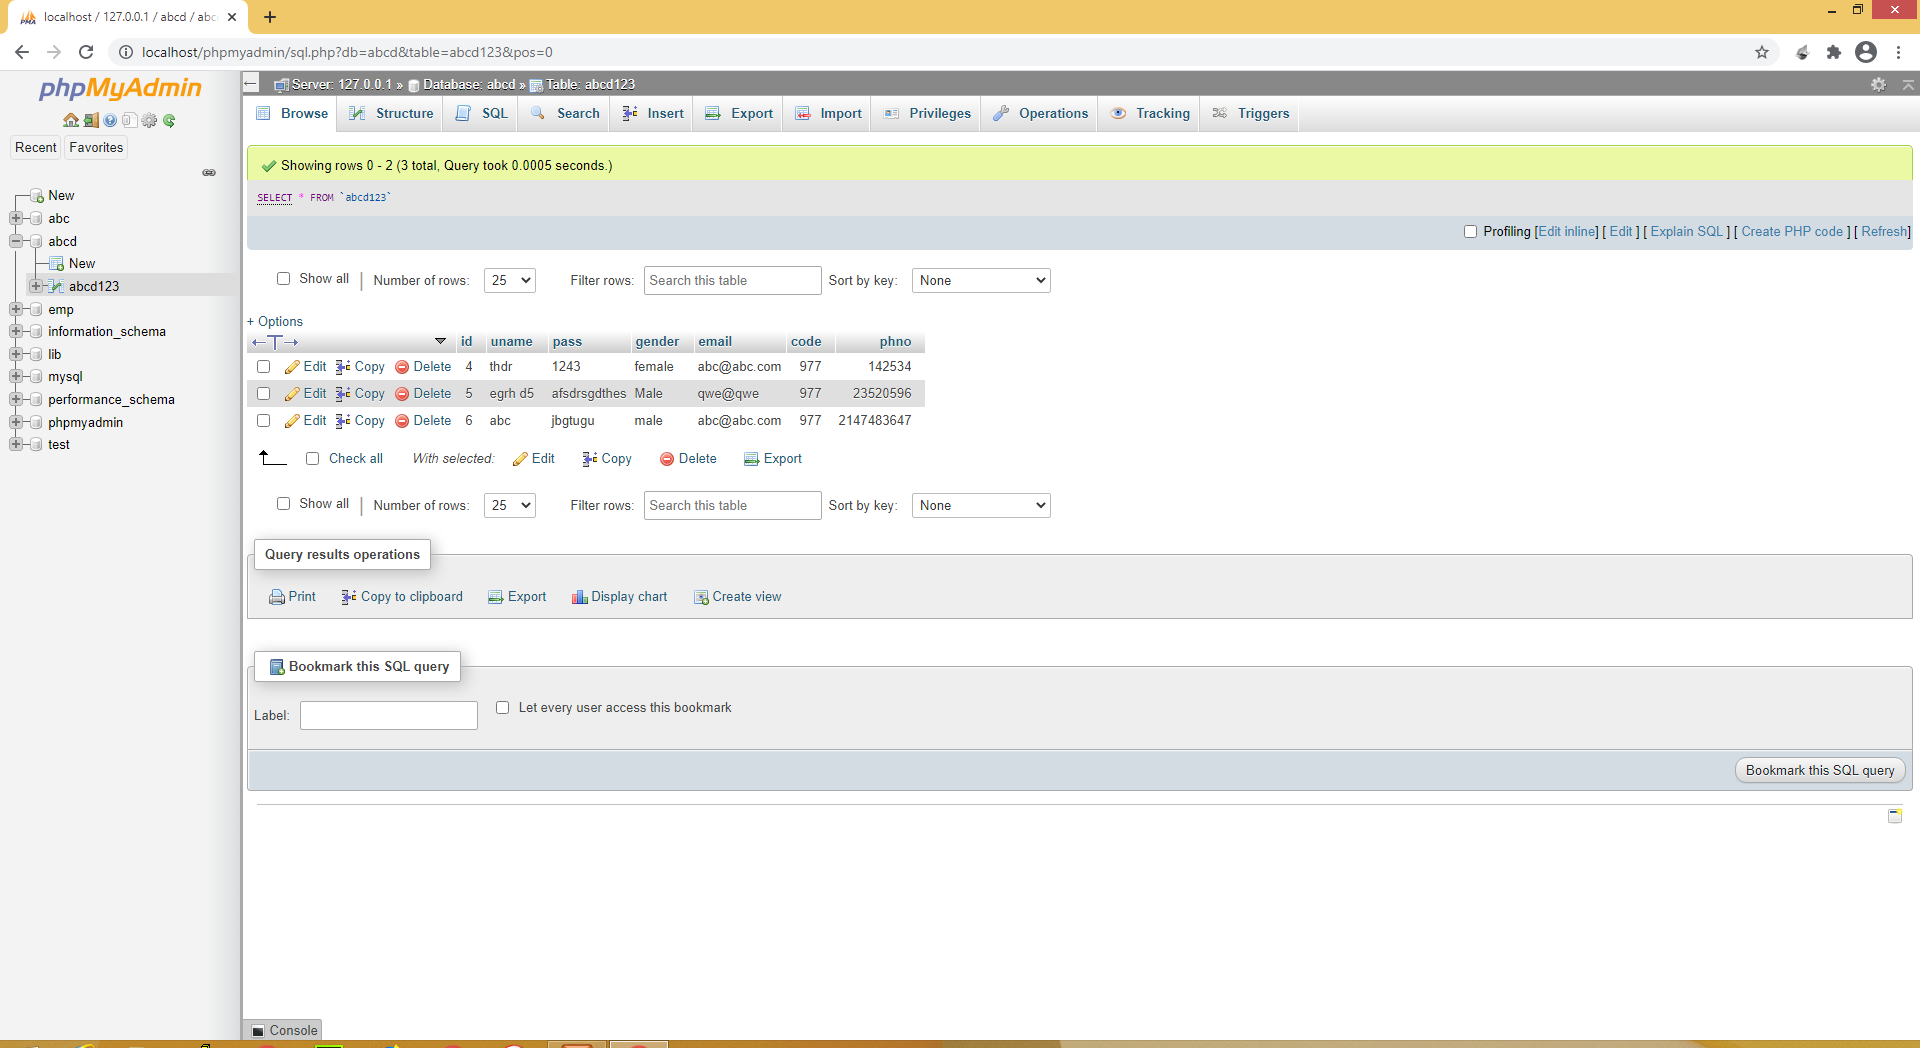 localhost / 127.0.0.1 / abcd / abc
localhost/phpmyadmin/sql.php?db=abcd&table=abcd123&pos=0
phpMyAdmin
Recent Favorites
New
abc
abcd
New
abcd123
emp
information_schema
lib
mysql
performance_schema
phpmyadmin
test
Server: 127.0.0.1 » Database: abcd » Table: abcd123
Browse Structure SQL Search Insert Export Import Privileges Operations Tracking Triggers
Showing rows 0 - 2 (3 total, Query took 0.0005 seconds.)
SELECT * FROM `abcd123`
Profiling [Edit inline] [ Edit ] [ Explain SQL ] [ Create PHP code ] [ Refresh]
Show all | Number of rows: 25 Filter rows: Search this table Sort by key: None
+ Options
←T→ id uname pass gender email code phno
Edit Copy Delete 4 thdr 1243 female abc@abc.com 977 142534
Edit Copy Delete 5 egrh d5 afsdrsgdthes Male qwe@qwe 977 23520596
Edit Copy Delete 6 abc jbgtugu male abc@abc.com 977 2147483647
Check all With selected: Edit Copy Delete Export
Show all | Number of rows: 25 Filter rows: Search this table Sort by key: None
Query results operations
Print Copy to clipboard Export Display chart Create view
Bookmark this SQL query
Label: Let every user access this bookmark
Bookmark this SQL query
Console